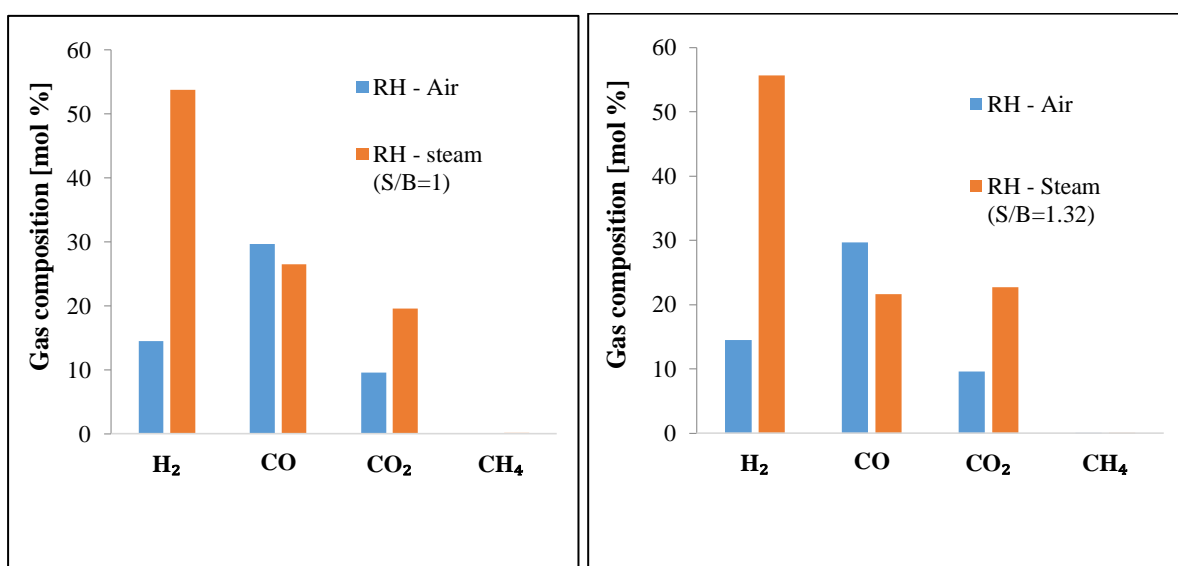 Gas composition [mol %]
60
50
40
30
20
10
0
H₂
CO
CO₂
CH₄
RH - Air
RH - steam
(S/B=1)
Gas composition [mol %]
60
50
40
30
20
10
0
H₂
CO
CO₂
CH₄
RH - Air
RH - Steam
(S/B=1.32)